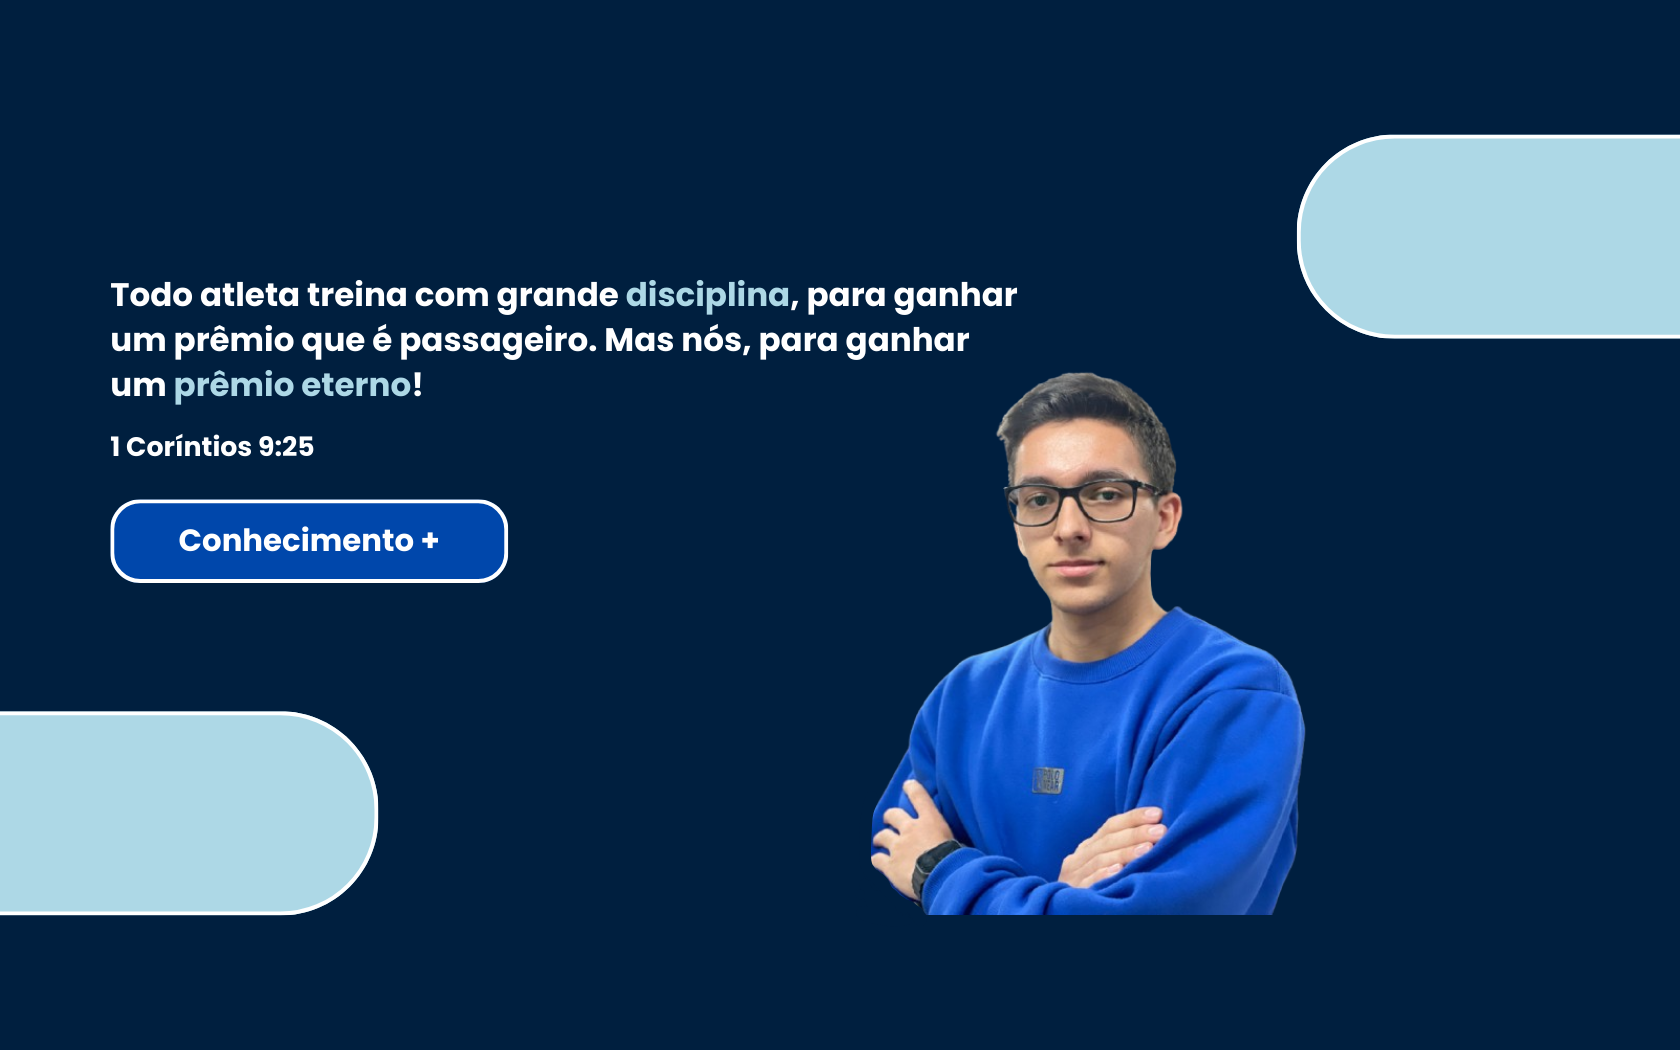 Todo atleta treina com grande disciplina, para ganhar
um prêmio que é passageiro. Mas nós, para ganhar
um prêmio eterno!
1 Coríntios 9:25
Conhecimento +